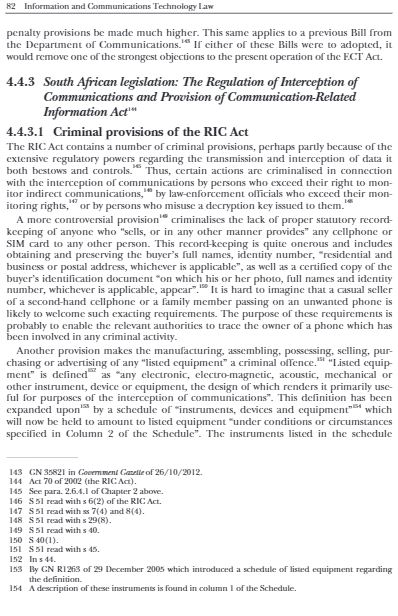 82 Information and Communications Technology Law
penalty provisions be made much higher. This same applies to a previous Bill from
the Department of Communications.¹⁴³ If either of these Bills were to adopted, it
would remove one of the strongest objections to the present operation of the ECT Act.
4.4.3 South African legislation: The Regulation of Interception of
Communications and Provision of Communication-Related
Information Act¹⁴⁴
4.4.3.1 Criminal provisions of the RIC Act
The RIC Act contains a number of criminal provisions, perhaps partly because of the
extensive regulatory powers regarding the transmission and interception of data it
both bestows and controls.¹⁴⁵ Thus, certain actions are criminalised in connection
with the interception of communications by persons who exceed their right to mon-
itor indirect communications,¹⁴⁶ by law-enforcement officials who exceed their mon-
itoring rights,¹⁴⁷ or by persons who misuse a decryption key issued to them.¹⁴⁸
A more controversial provision¹⁴⁹ criminalises the lack of proper statutory record-
keeping of anyone who “sells, or in any other manner provides” any cellphone or
SIM card to any other person. This record-keeping is quite onerous and includes
obtaining and preserving the buyer’s full names, identity number, “residential and
business or postal address, whichever is applicable”, as well as a certified copy of the
buyer’s identification document “on which his or her photo, full names and identity
number, whichever is applicable, appear”.¹⁵⁰ It is hard to imagine that a casual seller
of a second-hand cellphone or a family member passing on an unwanted phone is
likely to welcome such exacting requirements. The purpose of these requirements is
probably to enable the relevant authorities to trace the owner of a phone which has
been involved in any criminal activity.
Another provision makes the manufacturing, assembling, possessing, selling, pur-
chasing or advertising of any “listed equipment” a criminal offence.¹⁵¹ “Listed equip-
ment” is defined¹⁵² as “any electronic, electro-magnetic, acoustic, mechanical or
other instrument, device or equipment, the design of which renders it primarily use-
ful for purposes of the interception of communications”. This definition has been
expanded upon¹⁵³ by a schedule of “instruments, devices and equipment”¹⁵⁴ which
will now be held to amount to listed equipment “under conditions or circumstances
specified in Column 2 of the Schedule”. The instruments listed in the schedule
143 GN 35821 in Government Gazette of 26/10/2012.
144 Act 70 of 2002 (the RIC Act).
145 See para. 2.6.4.1 of Chapter 2 above.
146 S 51 read with s 6(2) of the RIC Act.
147 S 51 read with ss 7(4) and 8(4).
148 S 51 read with s 29(8).
149 S 51 read with s 40.
150 S 40(1).
151 S 51 read with s 45.
152 In s 44.
153 By GN R1263 of 29 December 2005 which introduced a schedule of listed equipment regarding
the definition.
154 A description of these instruments is found in column 1 of the Schedule.